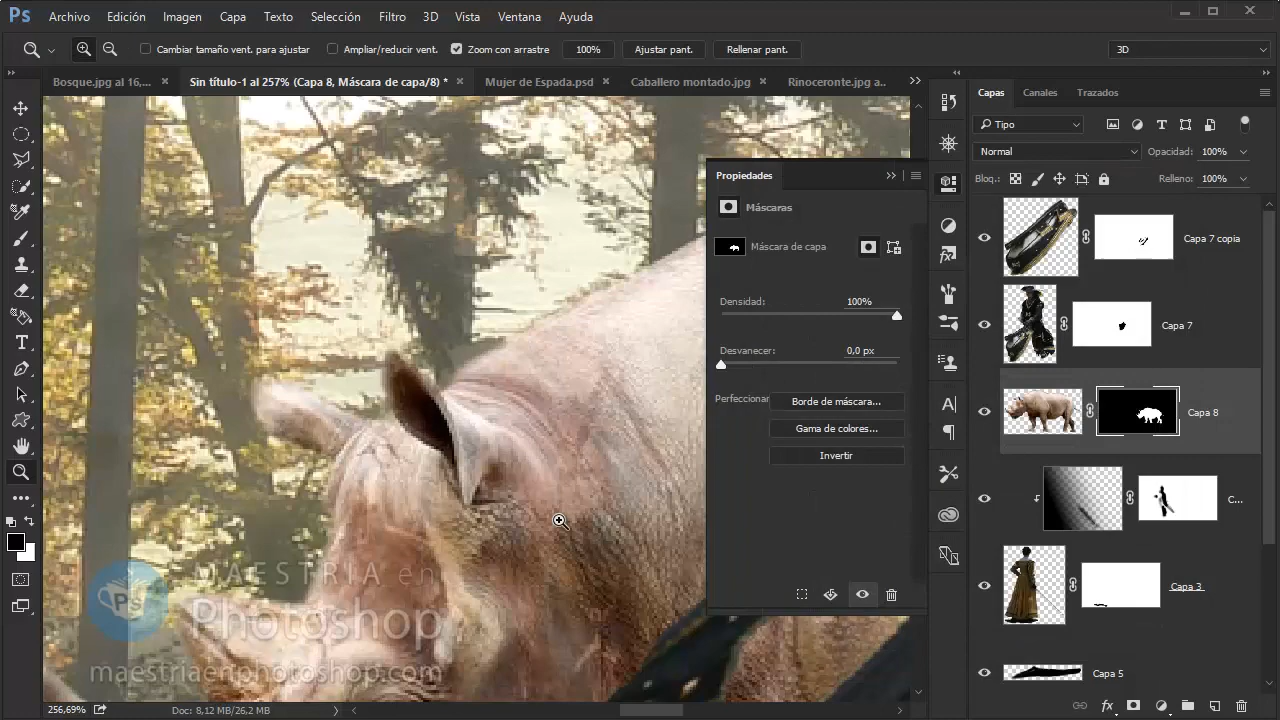 Ps Archivo Edición Imagen Capa Texto Selección Filtro 3D Vista Ventana Ayuda
Cambiar tamaño vent. para ajustar Ampliar/reducir vent. Zoom con arrastre 100% Ajustar pant. Rellenar pant. 3D
Bosque.jpg al 16,... × Sin título-1 al 257% (Capa 8, Máscara de capa/8) * × Mujer de Espada.psd × Caballero montado.jpg × Rinoceronte.jpg a..
Capas Canales Trazados
Tipo
Normal Opacidad: 100%
Bloq.: Relleno: 100%
Propiedades
Máscaras
Máscara de capa
Densidad: 100%
Desvanecer: 0,0 px
Perfeccionar
Borde de máscara...
Gama de colores...
Invertir
Capa 7 copia
Capa 7
Capa 8
C...
Capa 3
Capa 5
Ps
MAESTRIA en
Photoshop
maestriaenphotoshop.com
256,69% Doc: 8,12 MB/26,2 MB